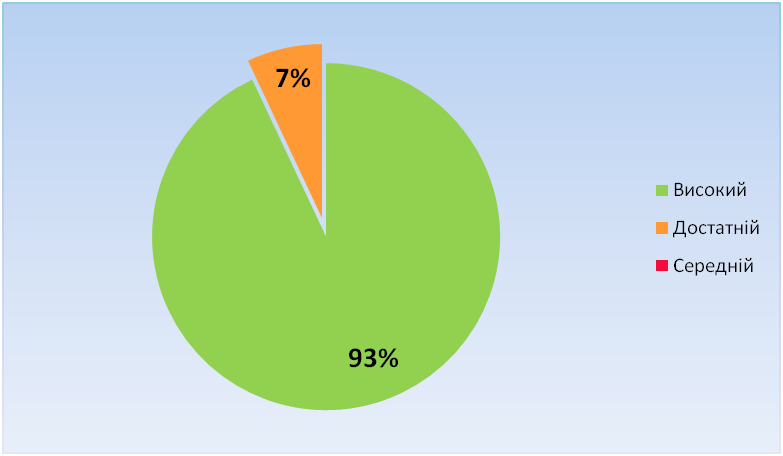 7%
93%
Високий
Достатній
Середній